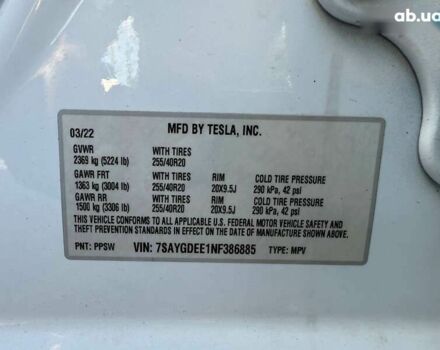 ab.ua
03/22 MFD BY TESLA, INC.
GVWR WITH TIRES
2369 kg (5224 lb) 255/40R20
GAWR FRT WITH TIRES RIM COLD TIRE PRESSURE
1363 kg (3004 lb) 255/40R20 20X9.5J 290 kPa, 42 psi
GAWR RR WITH TIRES RIM COLD TIRE PRESSURE
1500 kg (3306 lb) 255/40R20 20X9.5J 290 kPa, 42 psi
THIS VEHICLE CONFORMS TO ALL APPLICABLE U.S. FEDERAL MOTOR VEHICLE SAFETY AND
THEFT PREVENTION STANDARDS IN EFFECT ON THE DATE OF MANUFACTURE SHOWN ABOVE.
PNT: PPSW VIN: 7SAYGDEE1NF386885 TYPE: MPV